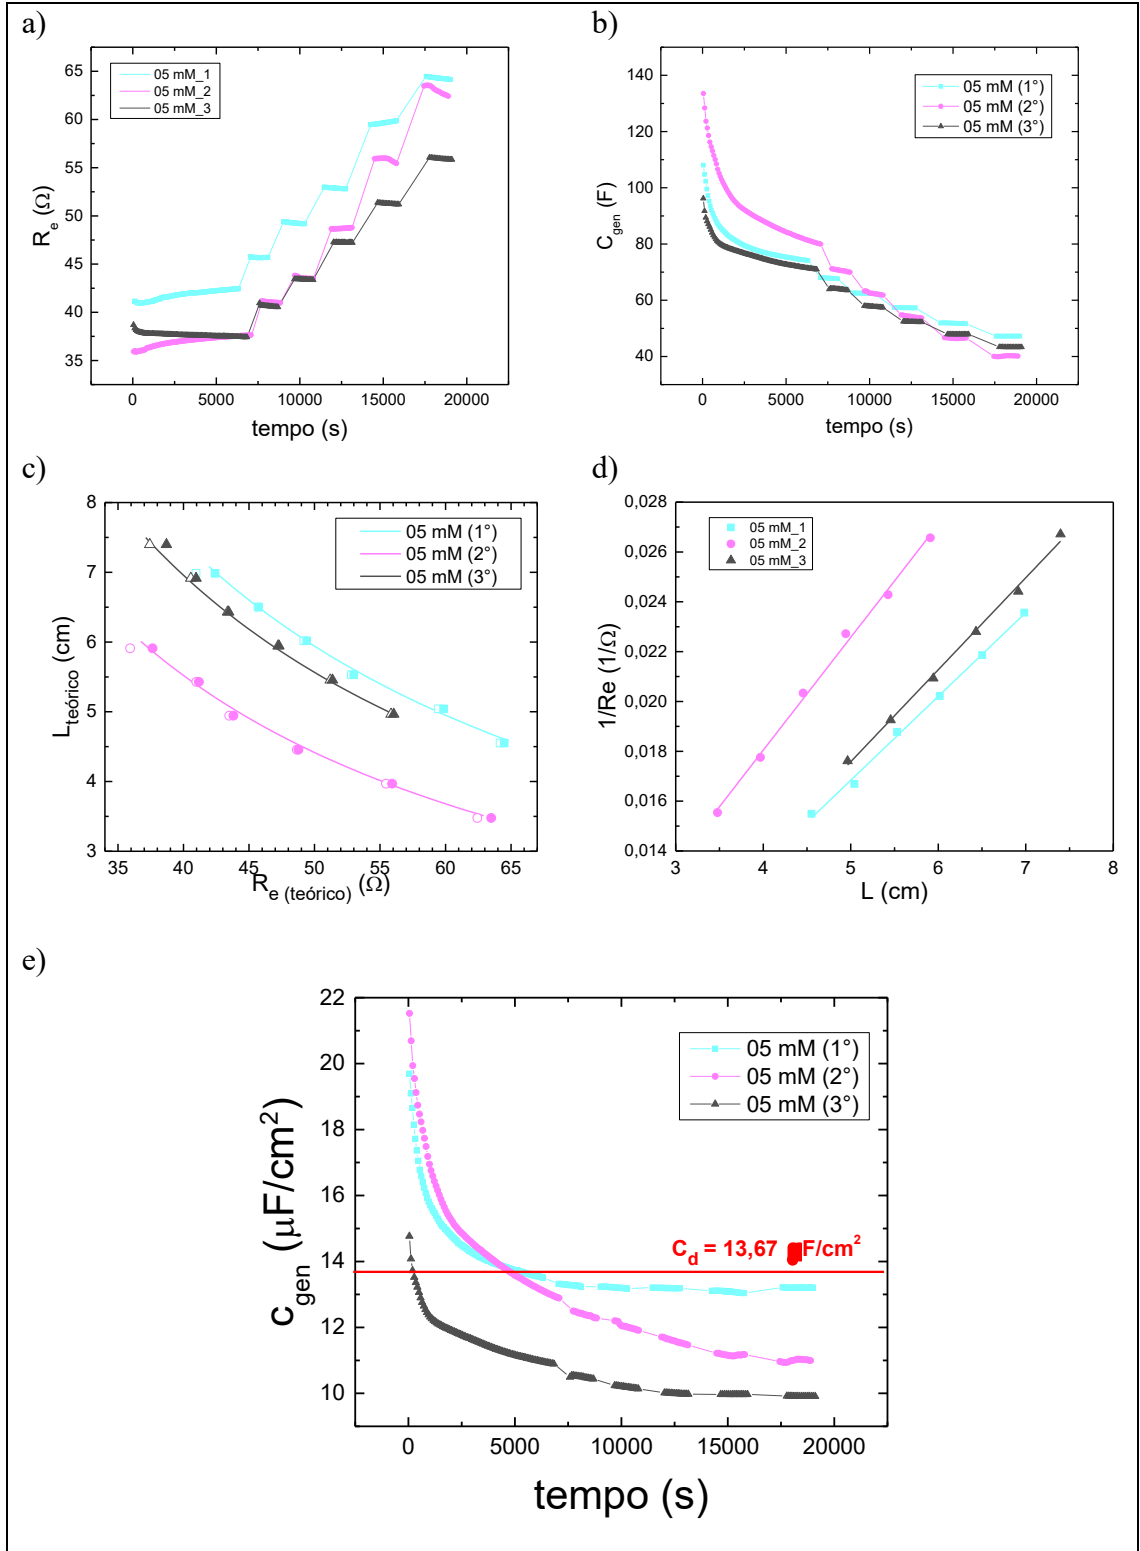 a)
65
60
55
50
45
40
35
Rₑ (Ω)
05 mM_1
05 mM_2
05 mM_3
0 5000 10000 15000 20000
tempo (s)
b)
140
120
100
80
60
40
C_gen (F)
05 mM (1°)
05 mM (2°)
05 mM (3°)
0 5000 10000 15000 20000
tempo (s)
c)
8
7
6
5
4
3
L_teórico (cm)
05 mM (1°)
05 mM (2°)
05 mM (3°)
35 40 45 50 55 60 65
R_e (teórico) (Ω)
d)
0,028
0,026
0,024
0,022
0,020
0,018
0,016
0,014
1/Re (1/Ω)
05 mM_1
05 mM_2
05 mM_3
3 4 5 6 7 8
L (cm)
e)
22
20
18
16
14
12
10
c_gen (µF/cm²)
05 mM (1°)
05 mM (2°)
05 mM (3°)
C_d = 13,67 F/cm²
0 5000 10000 15000 20000
tempo (s)